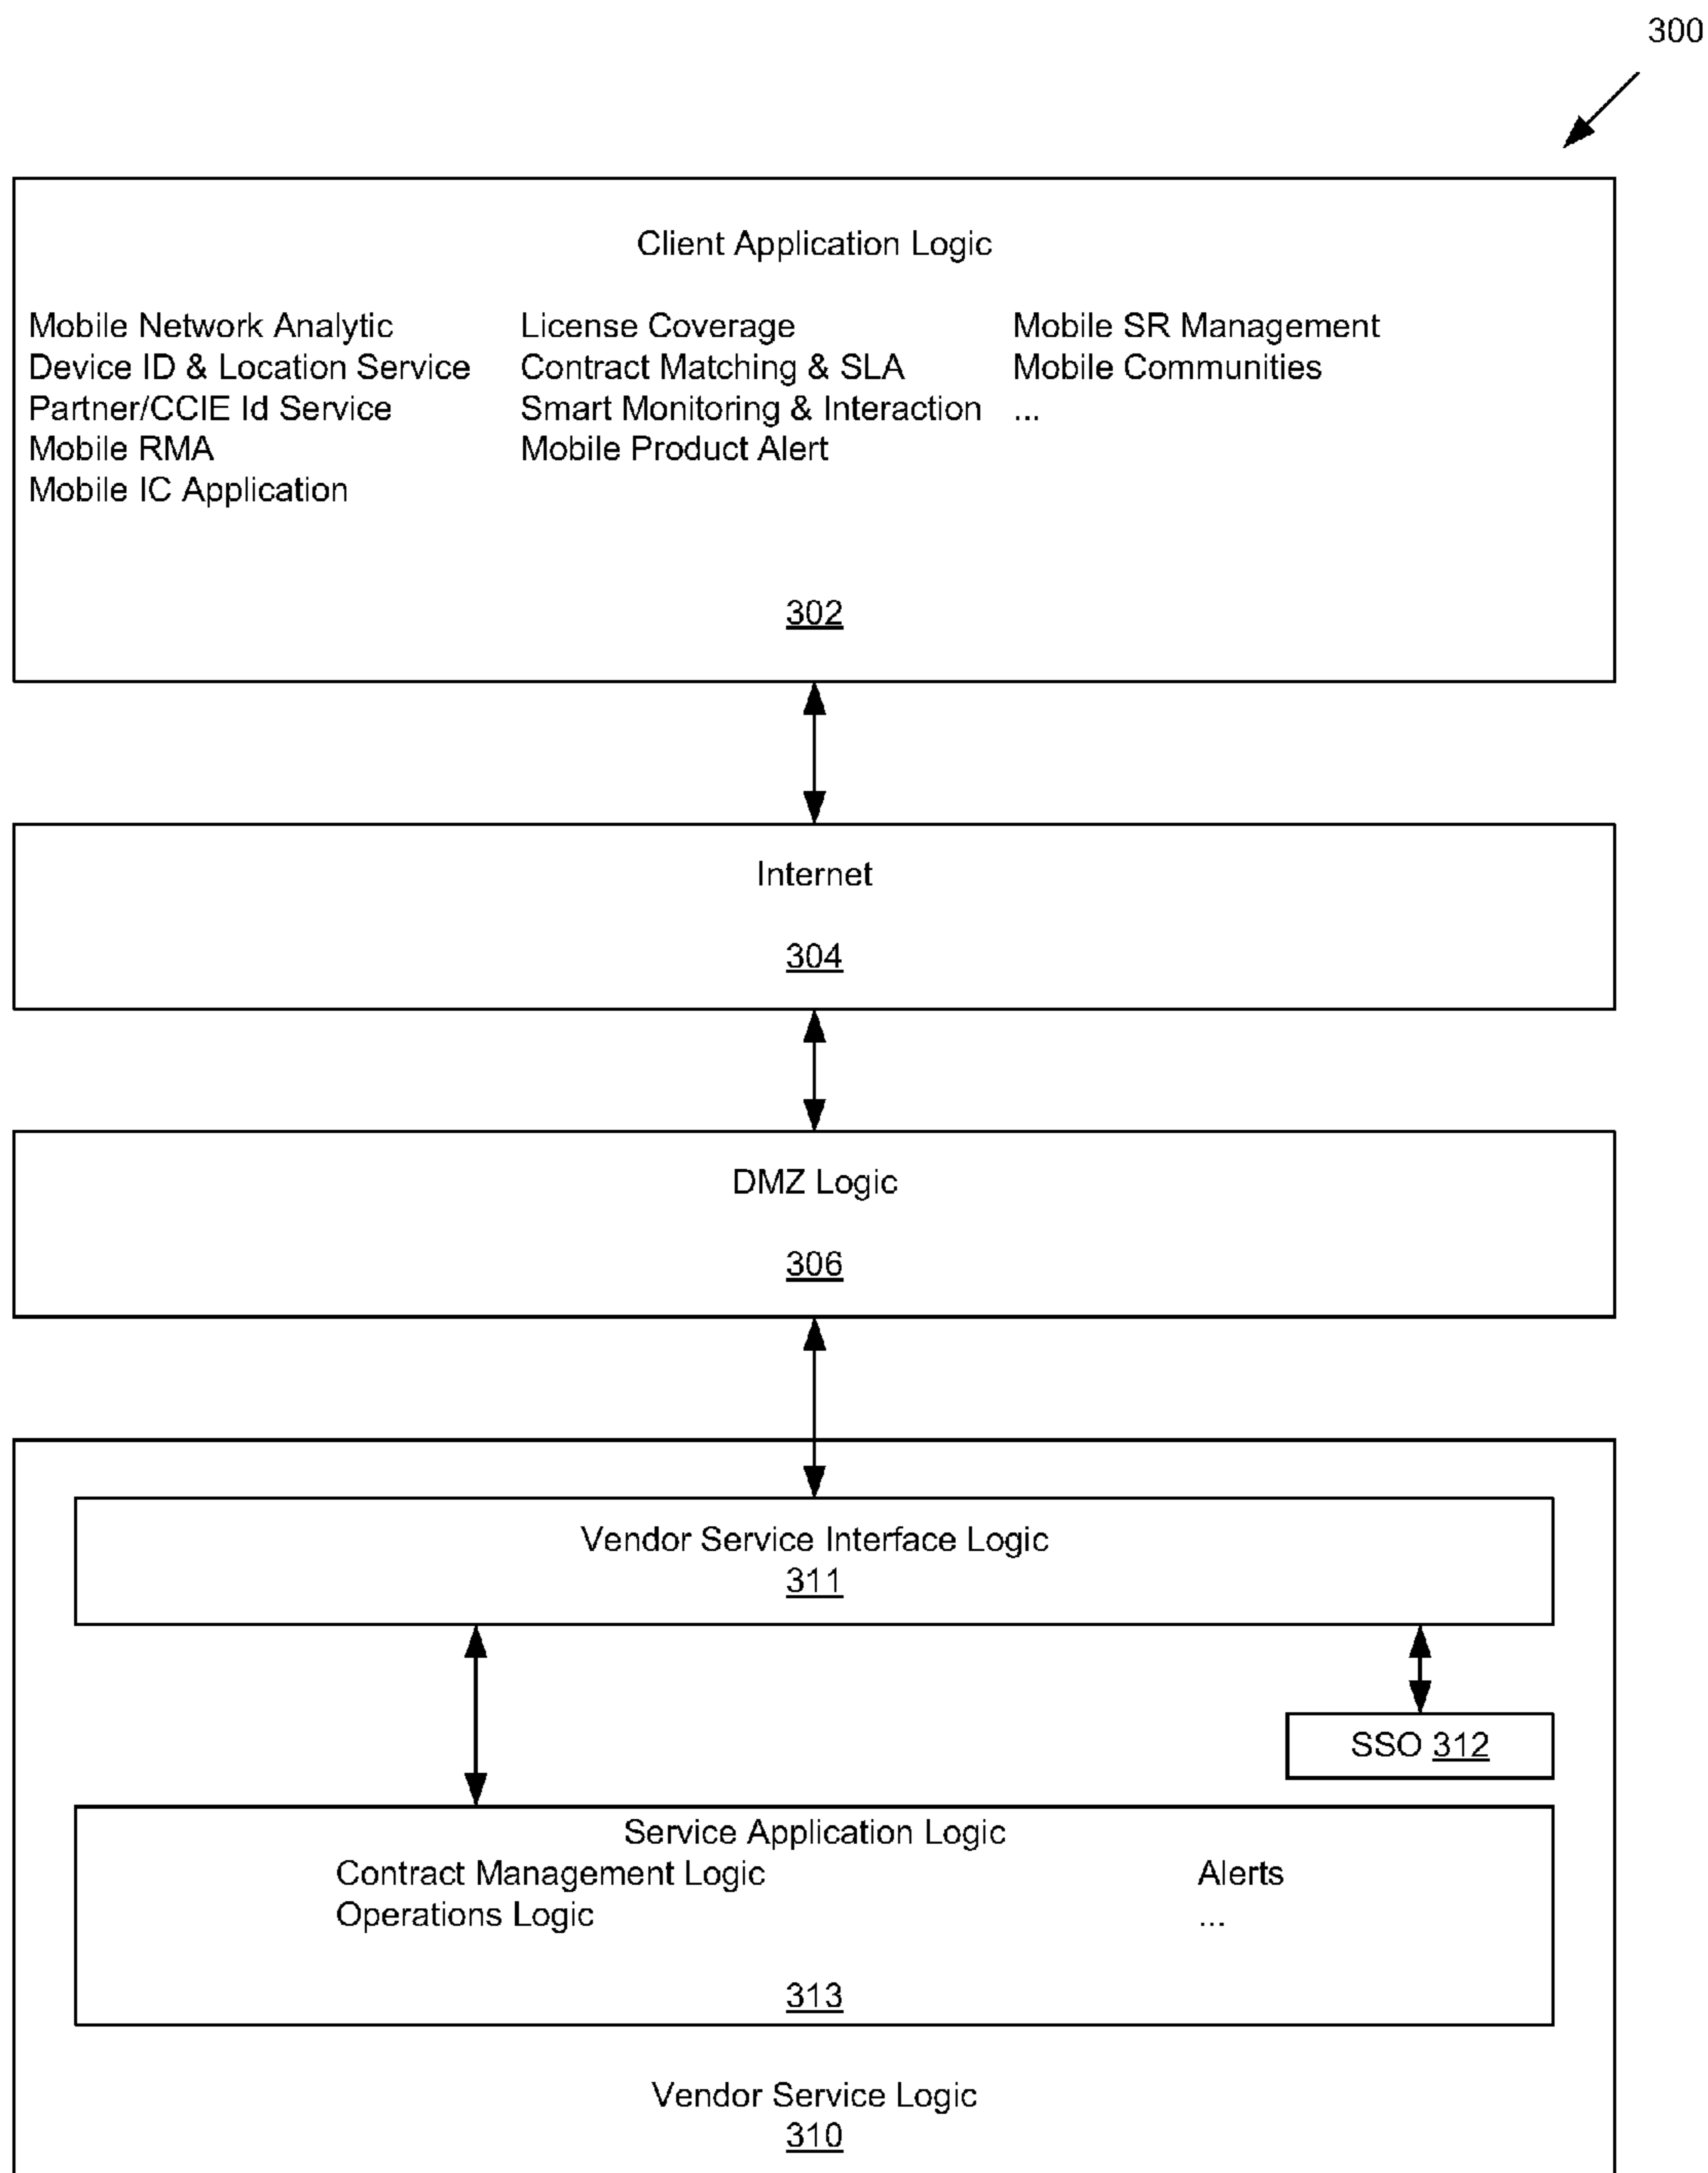 300
Client Application Logic
Mobile Network Analytic
Device ID & Location Service
Partner/CCIE Id Service
Mobile RMA
Mobile IC Application
License Coverage
Contract Matching & SLA
Smart Monitoring & Interaction
Mobile Product Alert
Mobile SR Management
Mobile Communities
...
302
Internet
304
DMZ Logic
306
Vendor Service Interface Logic
311
SSO 312
Service Application Logic
Contract Management Logic
Operations Logic
Alerts
...
313
Vendor Service Logic
310